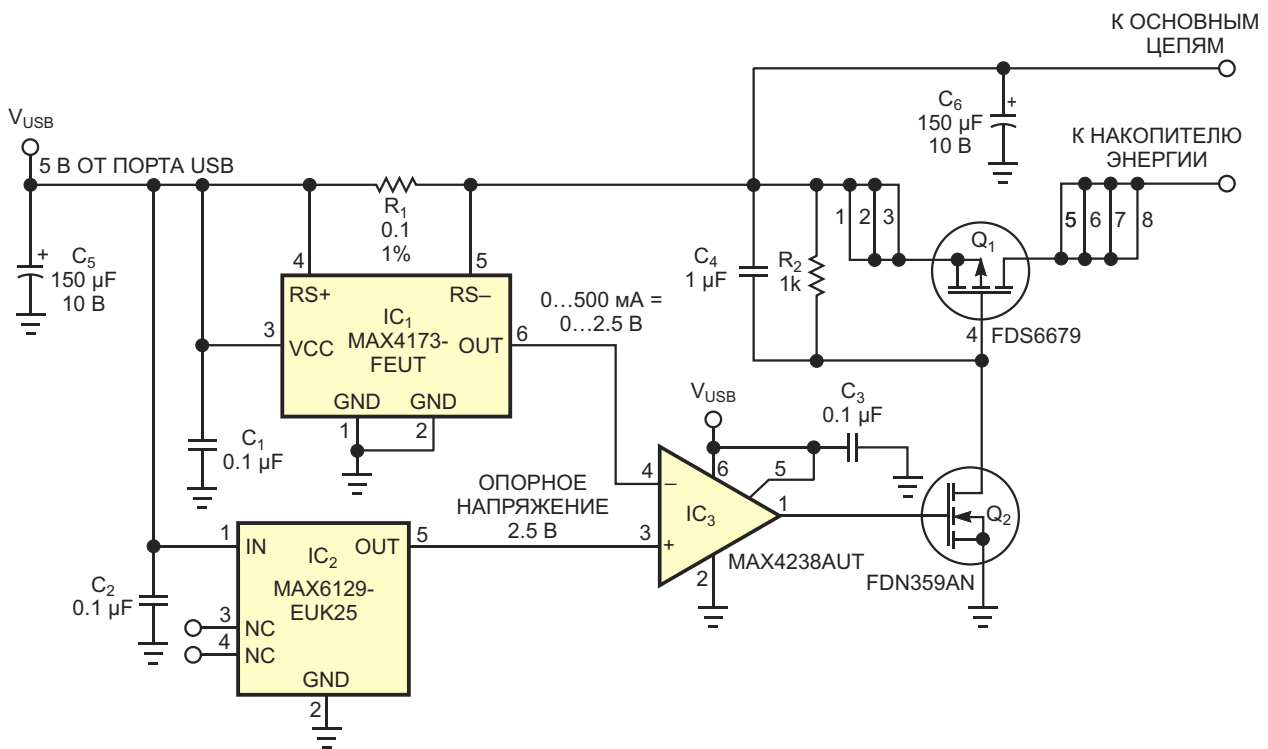 К ОСНОВНЫМ
ЦЕПЯМ
C6
150 µF
10 В
+
К НАКОПИТЕЛЮ
ЭНЕРГИИ
VUSB
5 В ОТ ПОРТА USB
+
C5
150 µF
10 В
R1
0.1
1%
4
5
RS+
RS–
IC1
MAX4173-
FEUT
3
VCC
OUT
6
GND
GND
1
2
0...500 мА =
0...2.5 В
C1
0.1 µF
C4
1 µF
R2
1k
1
2
3
Q1
5
6
7
8
4
FDS6679
VUSB
C3
0.1 µF
6
5
4
–
IC3
1
3
+
2
MAX4238AUT
Q2
FDN359AN
ОПОРНОЕ
НАПРЯЖЕНИЕ
2.5 В
1
IN
OUT
5
IC2
MAX6129-
EUK25
C2
0.1 µF
3
NC
4
NC
GND
2